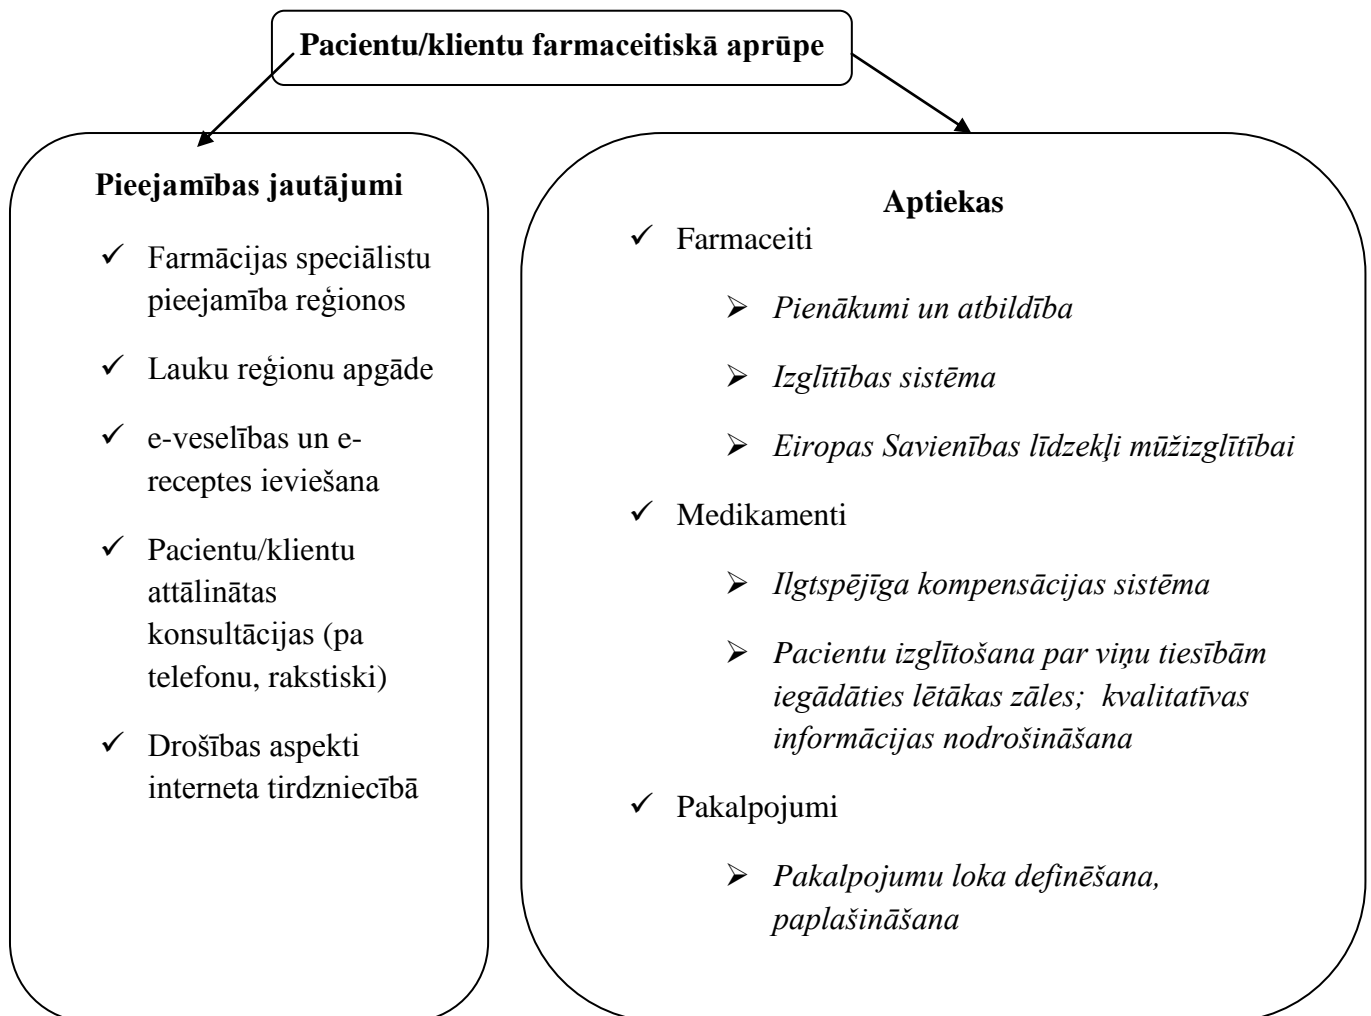 Pacientu/klientu farmaceitiskā aprūpe
Pieejamības jautājumi
✓ Farmācijas speciālistu
pieejamība reģionos
✓ Lauku reģionu apgāde
✓ e-veselības un e-
receptes ieviešana
✓ Pacientu/klientu
attālinātas
konsultācijas (pa
telefonu, rakstiski)
✓ Drošības aspekti
interneta tirdzniecībā
Aptiekas
✓ Farmaceiti
➢ Pienākumi un atbildība
➢ Izglītības sistēma
➢ Eiropas Savienības līdzekļi mūžizglītībai
✓ Medikamenti
➢ Ilgtspējīga kompensācijas sistēma
➢ Pacientu izglītošana par viņu tiesībām
iegādāties lētākas zāles; kvalitatīvas
informācijas nodrošināšana
✓ Pakalpojumi
➢ Pakalpojumu loka definēšana,
paplašināšana